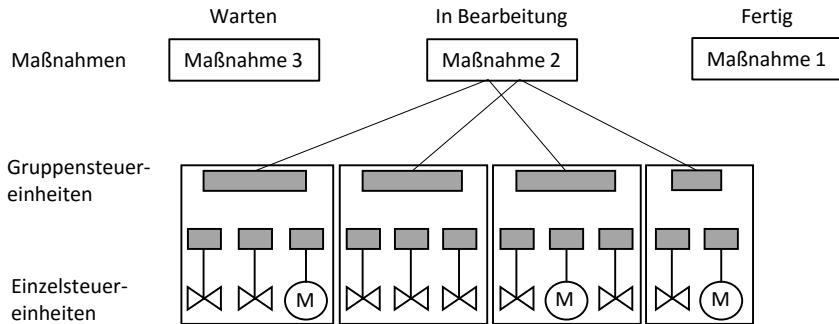 Warten In Bearbeitung Fertig
Maßnahmen Maßnahme 3 Maßnahme 2 Maßnahme 1
Gruppensteuer-
einheiten
Einzelsteuer-
einheiten
M M M